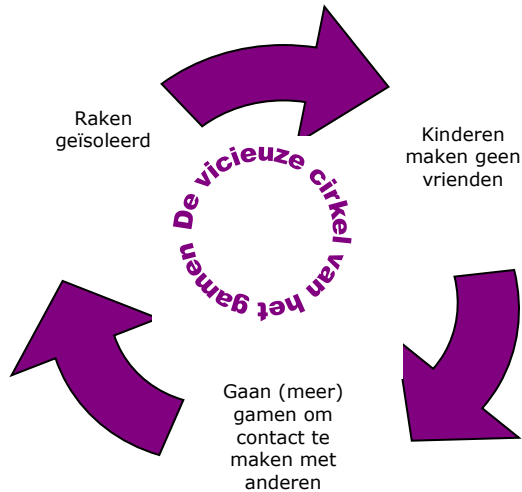 Raken
geïsoleerd
Kinderen
maken geen
vrienden
De vicieuze cirkel van het gamen
Gaan (meer)
gamen om
contact te
maken met
anderen